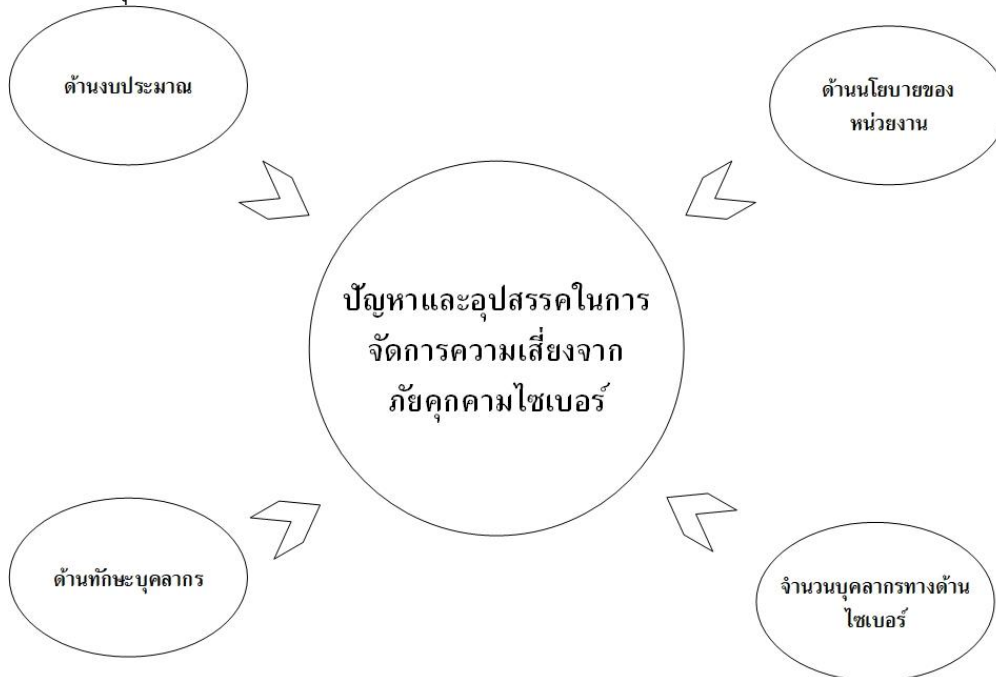 ด้านงบประมาณ
ด้านนโยบายของ
หน่วยงาน
ปัญหาและอุปสรรคในการ
จัดการความเสี่ยงจาก
ภัยคุกคามไซเบอร์
ด้านทักษะบุคลากร
จำนวนบุคลากรทางด้าน
ไซเบอร์